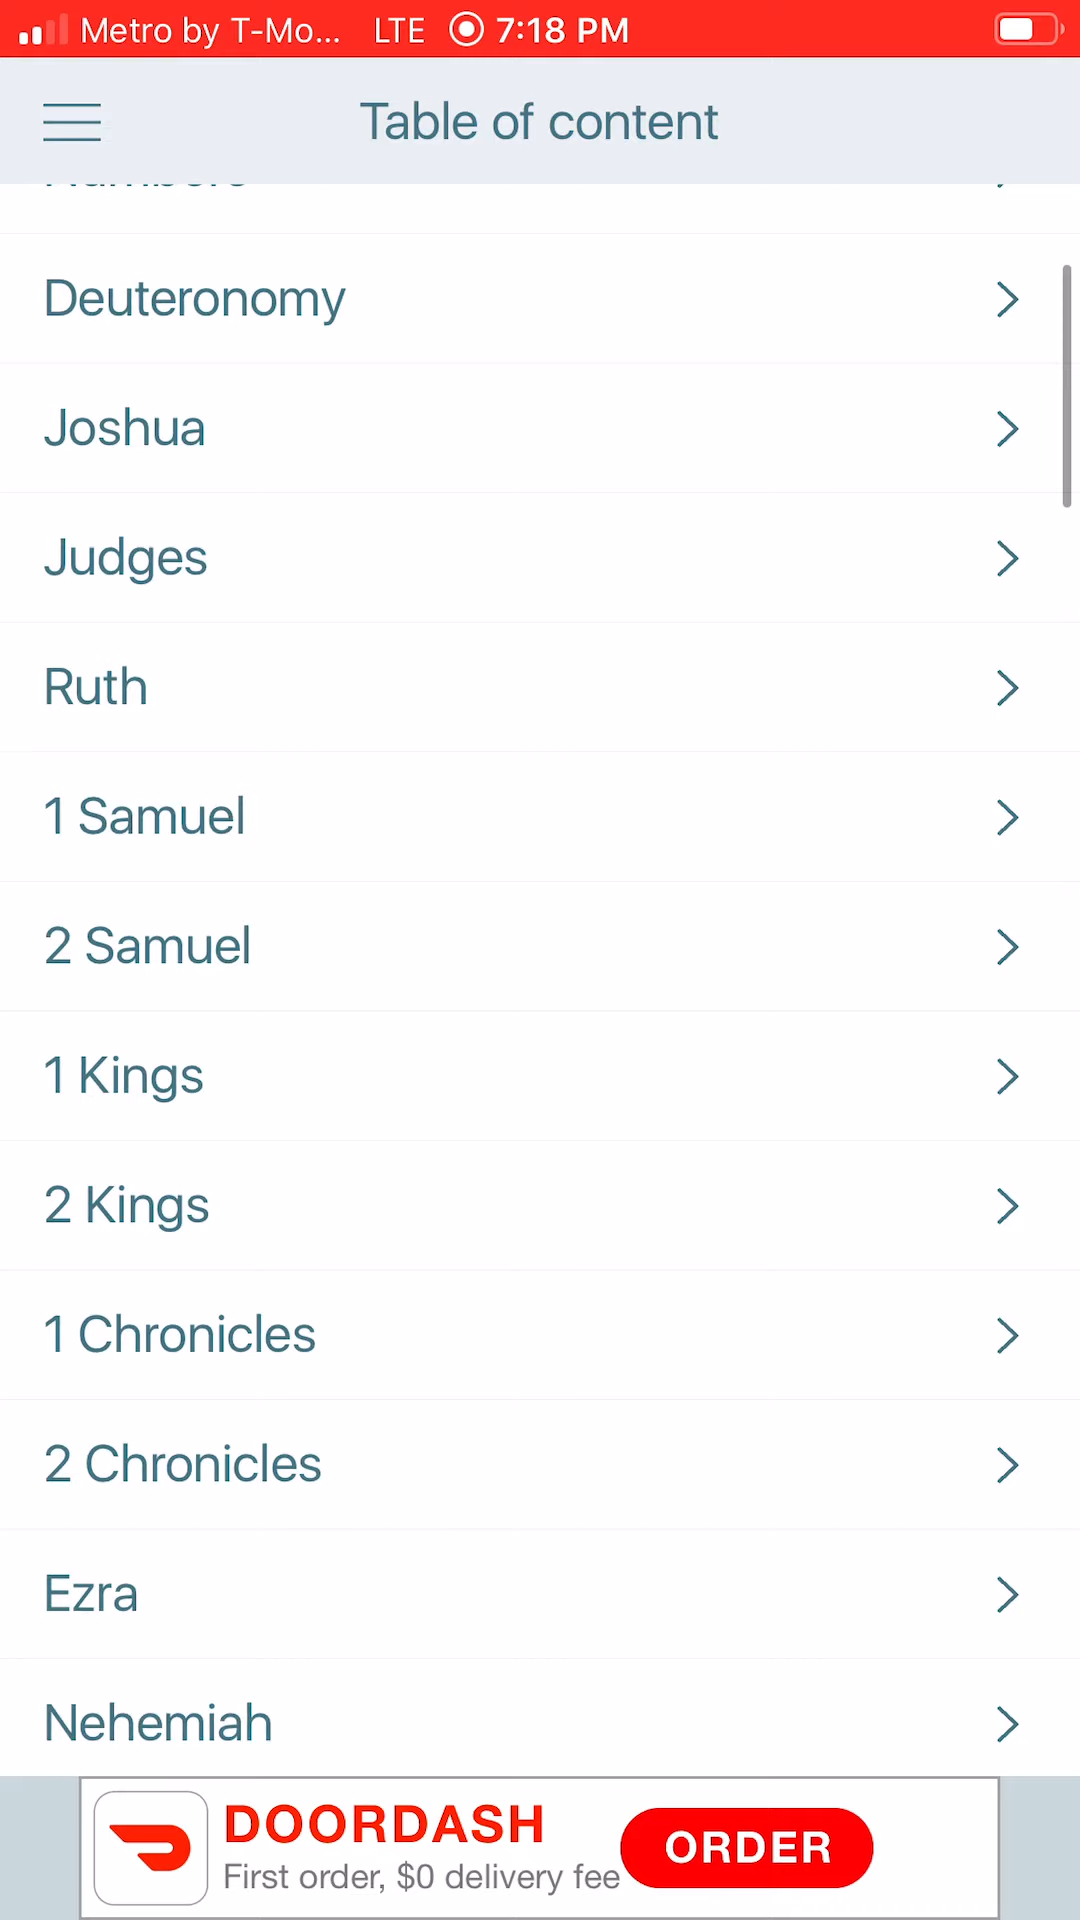 Metro by T-Mo... LTE 7:18 PM
Table of content
Deuteronomy
Joshua
Judges
Ruth
1 Samuel
2 Samuel
1 Kings
2 Kings
1 Chronicles
2 Chronicles
Ezra
Nehemiah
DOORDASH
First order, $0 delivery fee
ORDER